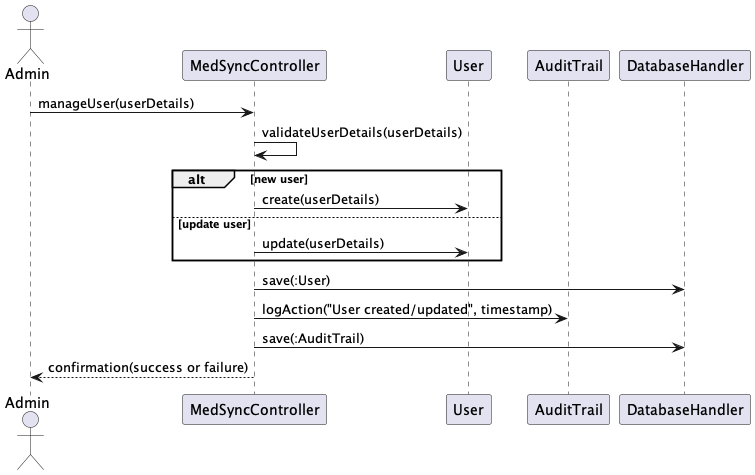 Admin
MedSyncController
User
AuditTrail
DatabaseHandler
manageUser(userDetails)
validateUserDetails(userDetails)
alt
[new user]
create(userDetails)
[update user]
update(userDetails)
save(:User)
logAction("User created/updated", timestamp)
save(:AuditTrail)
confirmation(success or failure)
Admin
MedSyncController
User
AuditTrail
DatabaseHandler